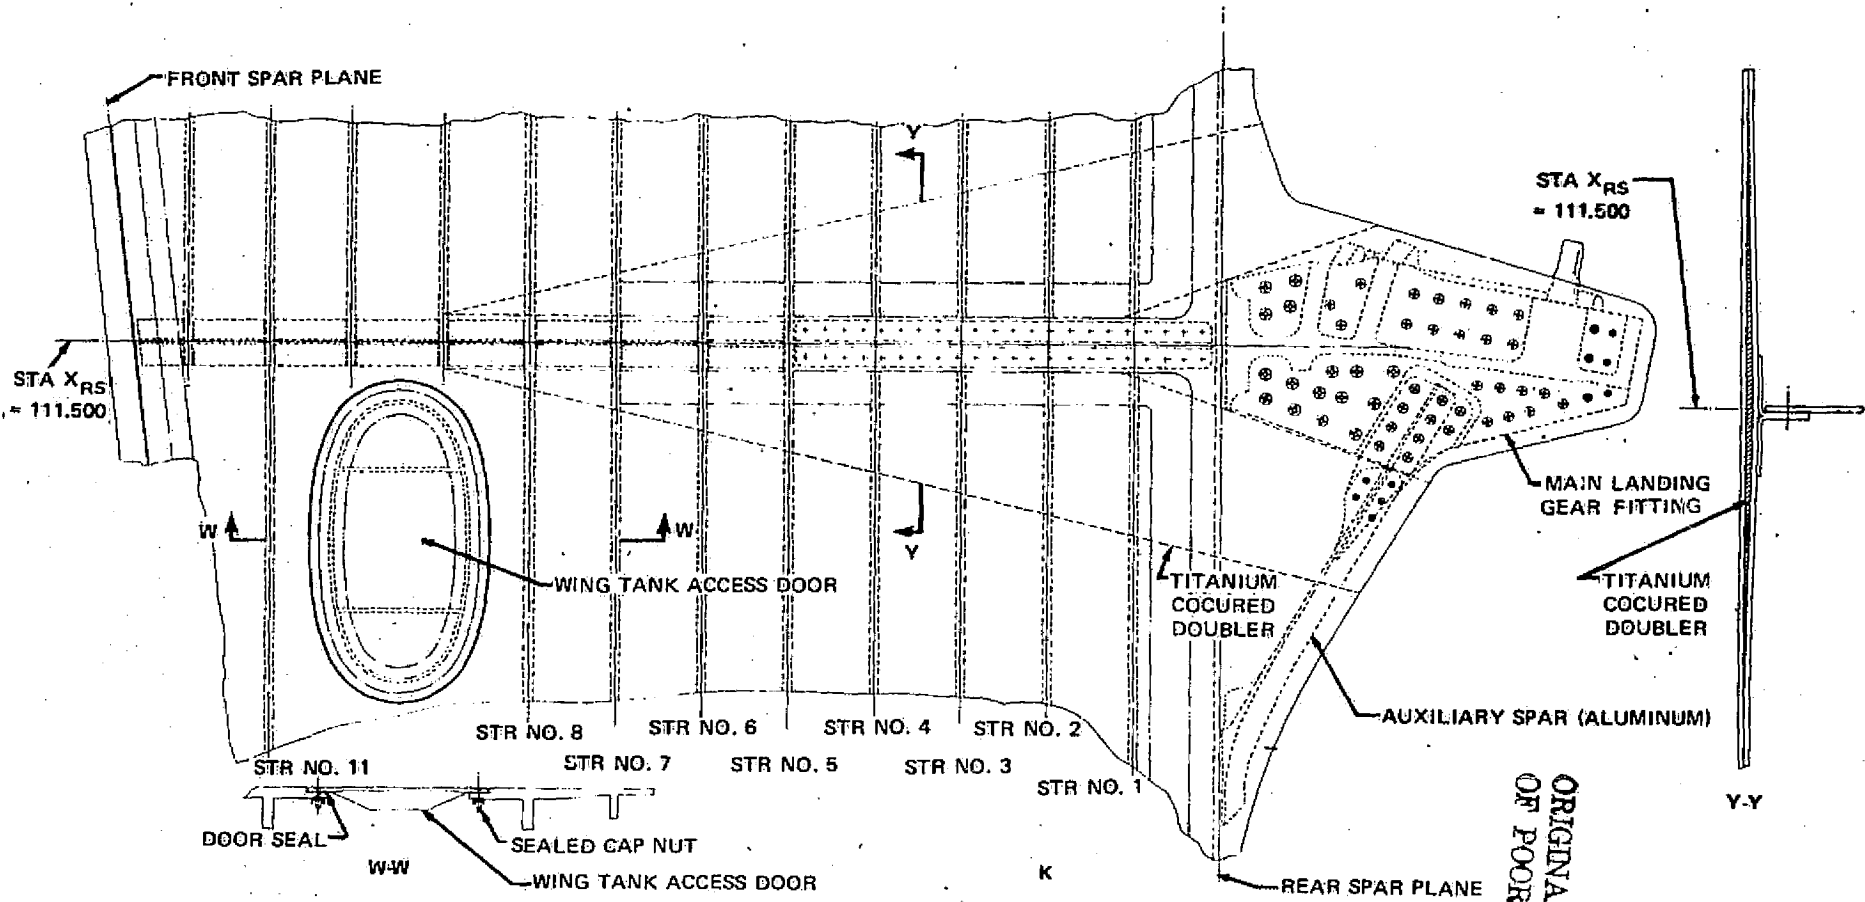 FRONT SPAR PLANE
Y
STA X_RS
= 111.500
STA X_RS
= 111.500
MAIN LANDING
GEAR FITTING
W
W
Y
WING TANK ACCESS DOOR
TITANIUM
COCURED
DOUBLER
TITANIUM
COCURED
DOUBLER
AUXILIARY SPAR (ALUMINUM)
STR NO. 8
STR NO. 6
STR NO. 4
STR NO. 2
STR NO. 11
STR NO. 7
STR NO. 5
STR NO. 3
STR NO. 1
Y-Y
DOOR SEAL
SEALED CAP NUT
W-W
WING TANK ACCESS DOOR
K
REAR SPAR PLANE
ORIGINA
OF POOR